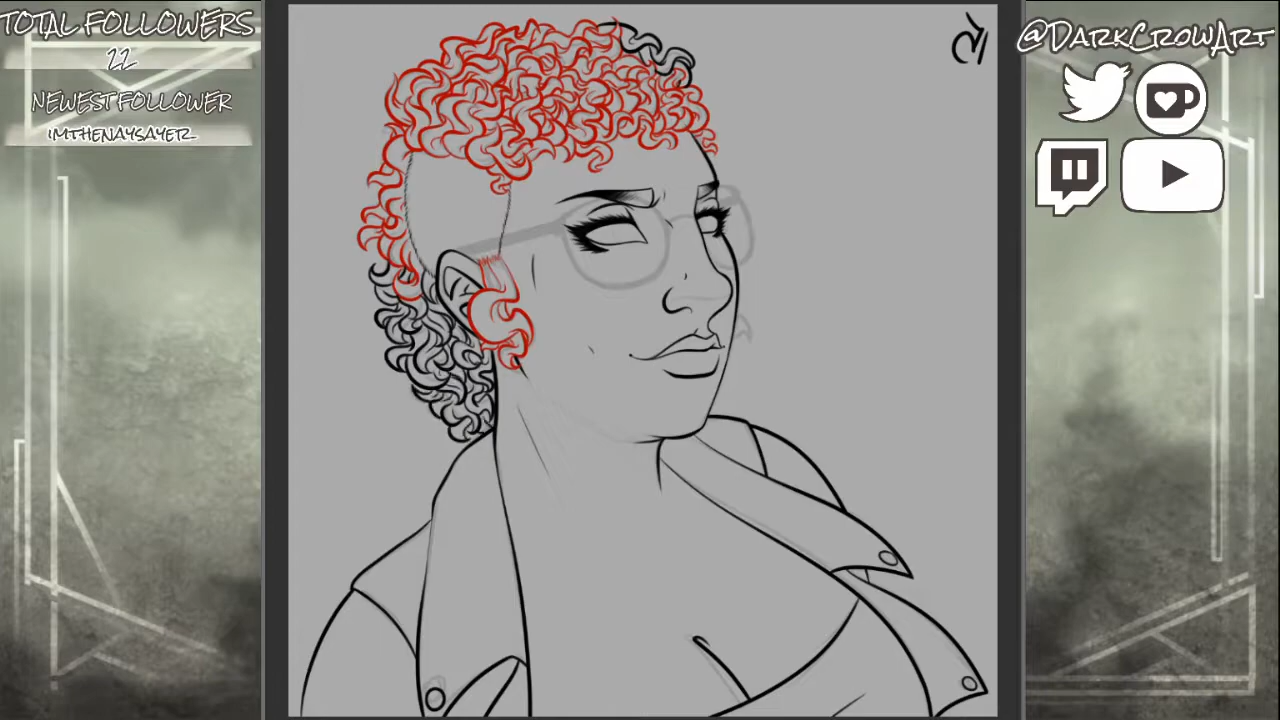 TOTAL FOLLOWERS
22
NEWEST FOLLOWER
IMTHENAYSAYER
@DARKCROWART